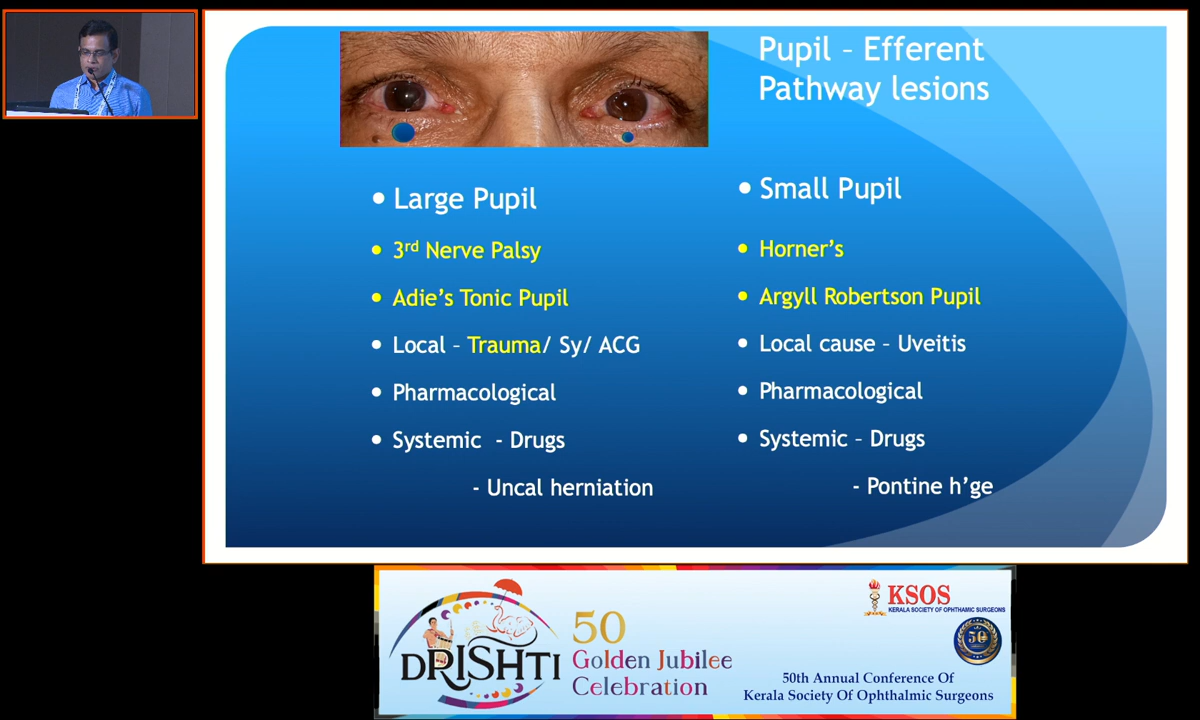 Pupil – Efferent
Pathway lesions
• Large Pupil
• 3rd Nerve Palsy
• Adie's Tonic Pupil
• Local – Trauma/ Sy/ ACG
• Pharmacological
• Systemic - Drugs
- Uncal herniation
• Small Pupil
• Horner's
• Argyll Robertson Pupil
• Local cause – Uveitis
• Pharmacological
• Systemic – Drugs
- Pontine h'ge
DRISHTI
50
Golden Jubilee
Celebration
KSOS
KERALA SOCIETY OF OPHTHAMIC SURGEONS
50
50th Annual Conference Of
Kerala Society Of Ophthalmic Surgeons